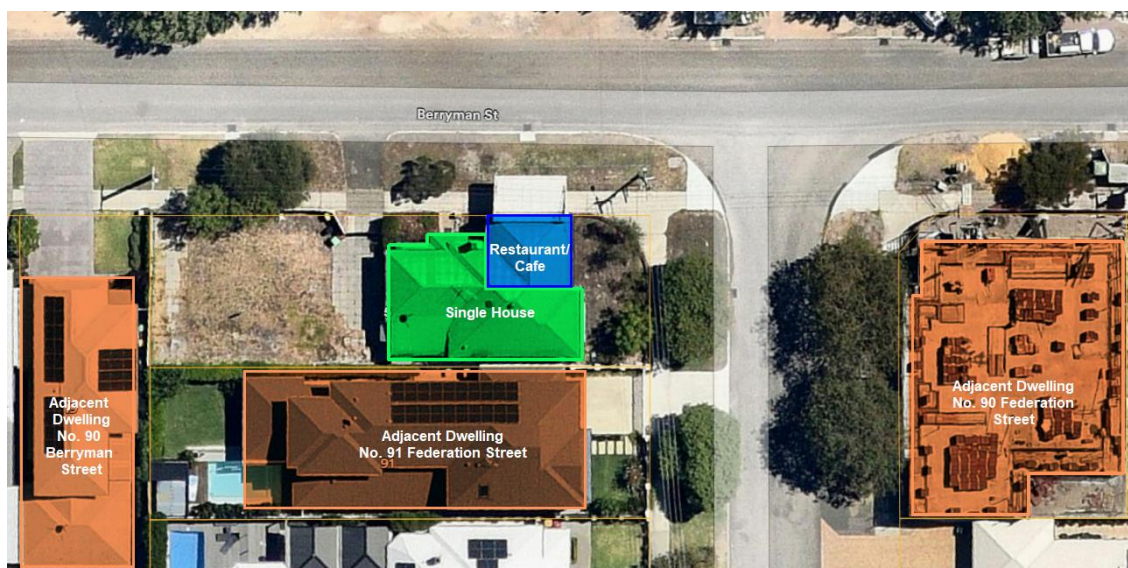 Berryman St
Restaurant/
Cafe
Single House
Adjacent
Dwelling
No. 90
Berryman
Street
Adjacent Dwelling
No. 91 Federation Street
91
Adjacent Dwelling
No. 90 Federation
Street